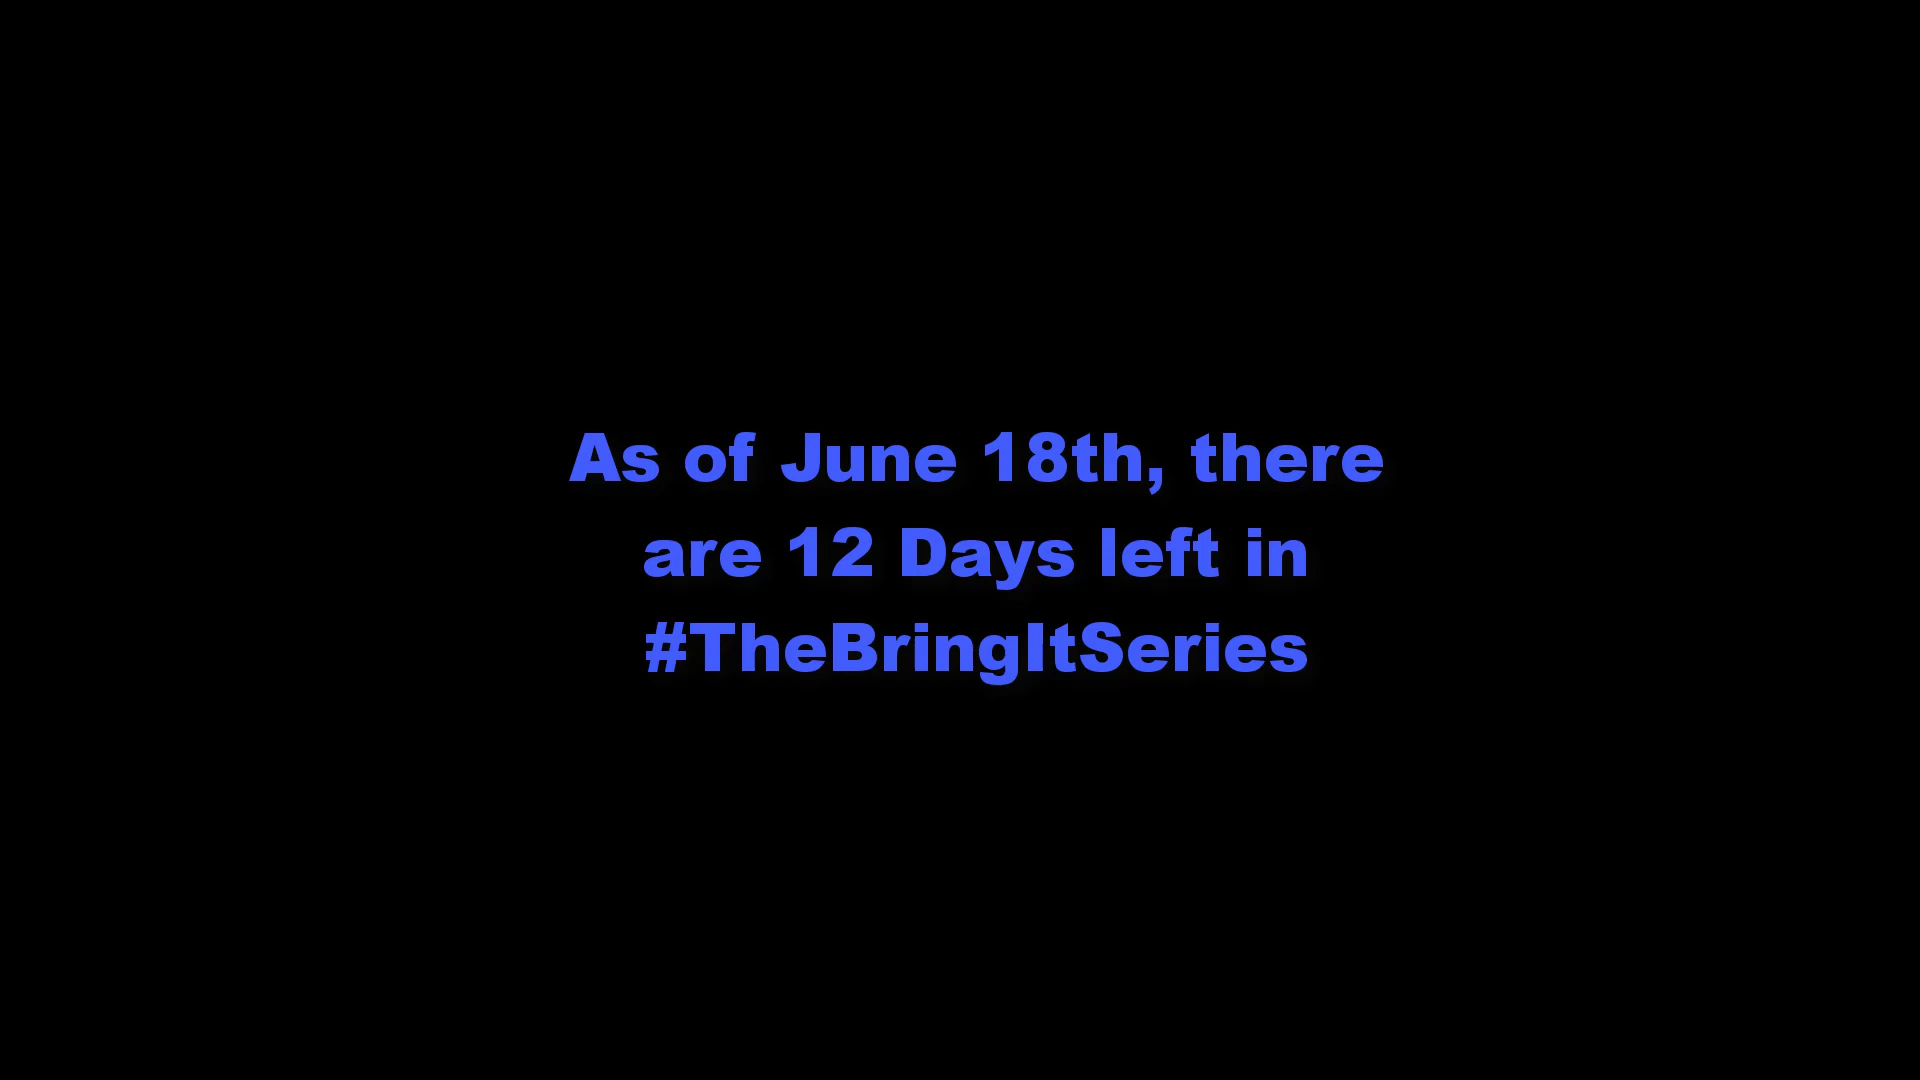 As of June 18th, there
are 12 Days left in
#TheBringItSeries